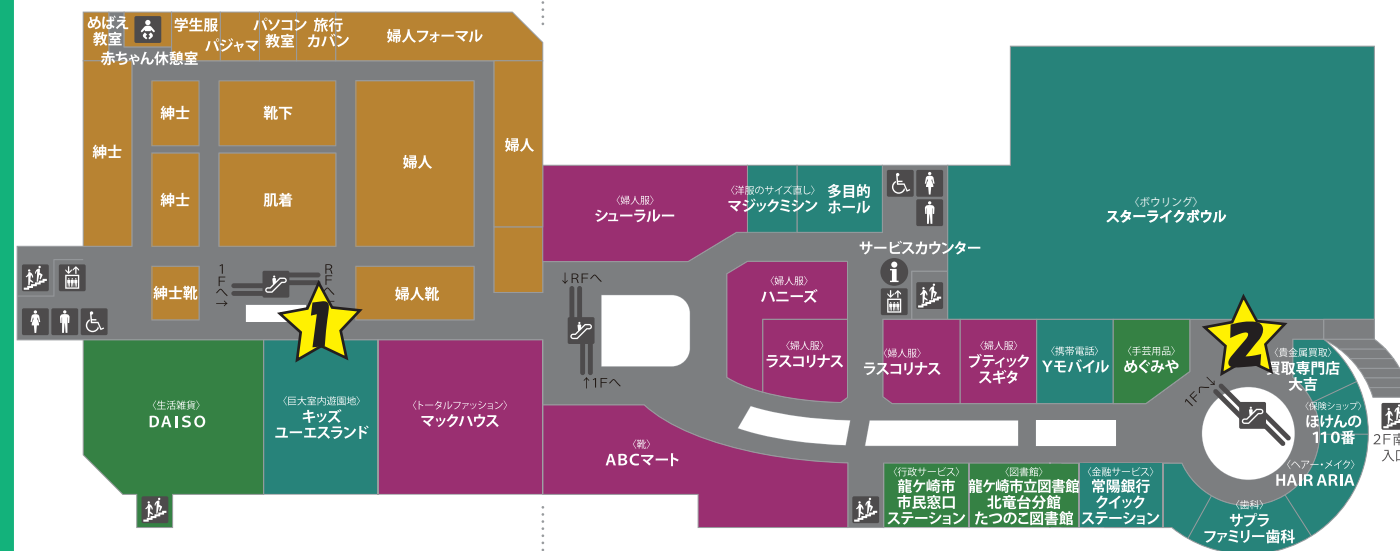 めばえ
教室
赤ちゃん休憩室
学生服
パジャマ
パソコン
教室
旅行
カバン
婦人フォーマル
紳士
紳士
靴下
婦人
婦人
紳士
肌着
紳士靴
1Fへ→
RFへ→
婦人靴
1
〈生活雑貨〉
DAISO
〈巨大室内遊園地〉
キッズ
ユーエスランド
〈トータルファッション〉
マックハウス
〈婦人服〉
シューラルー
〈洋服のサイズ直し〉
マジックミシン
多目的
ホール
サービスカウンター
〈ボウリング〉
スターライクボウル
↓RFへ
↑1Fへ
〈婦人服〉
ハニーズ
〈婦人服〉
ラスコリナス
〈婦人服〉
ラスコリナス
〈婦人服〉
ブティック
スギタ
〈携帯電話〉
Yモバイル
〈手芸用品〉
めぐみや
2
〈貴金属買取〉
買取専門店
大吉
1Fへ↓
〈保険ショップ〉
ほけんの
110番
2F南
入口
〈ヘアー・メイク〉
HAIR ARIA
〈歯科〉
サプラ
ファミリー歯科
〈靴〉
ABCマート
〈行政サービス〉
龍ケ崎市
市民窓口
ステーション
〈図書館〉
龍ケ崎市立図書館
北竜台分館
たつのこ図書館
〈金融サービス〉
常陽銀行
クイック
ステーション